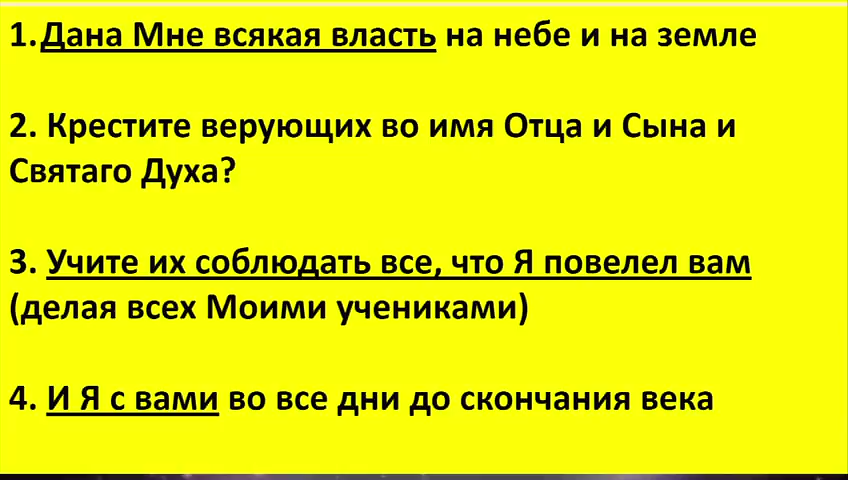 1.Дана Мне всякая власть на небе и на земле
2. Крестите верующих во имя Отца и Сына и
Святаго Духа?
3. Учите их соблюдать все, что Я повелел вам
(делая всех Моими учениками)
4. И Я с вами во все дни до скончания века